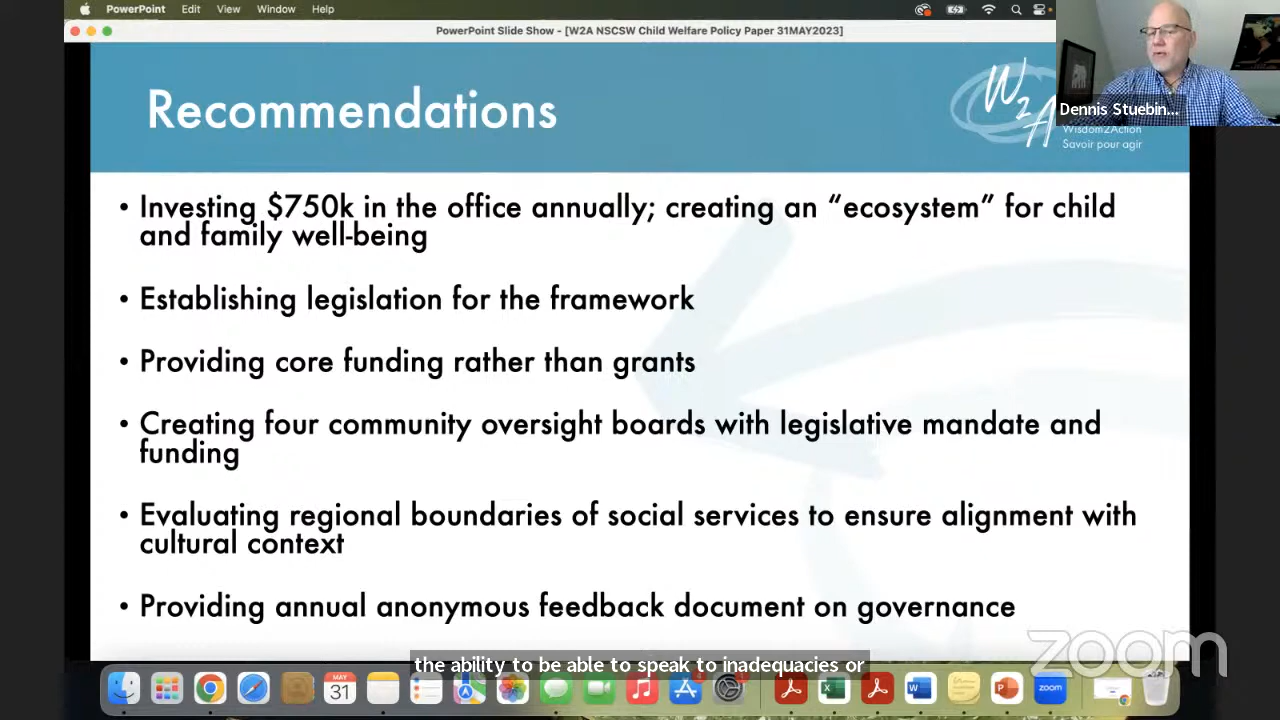 PowerPoint Edit View Window Help
PowerPoint Slide Show - [W2A NSCSW Child Welfare Policy Paper 31MAY2023]
Recommendations
W2A
Wisdom2Action
Savoir pour agir
Dennis Stuebin...
• Investing $750k in the office annually; creating an “ecosystem” for child
and family well-being
• Establishing legislation for the framework
• Providing core funding rather than grants
• Creating four community oversight boards with legislative mandate and
funding
• Evaluating regional boundaries of social services to ensure alignment with
cultural context
• Providing annual anonymous feedback document on governance
zoom
the ability to be able to speak to inadequacies or
MAY
31
zoom